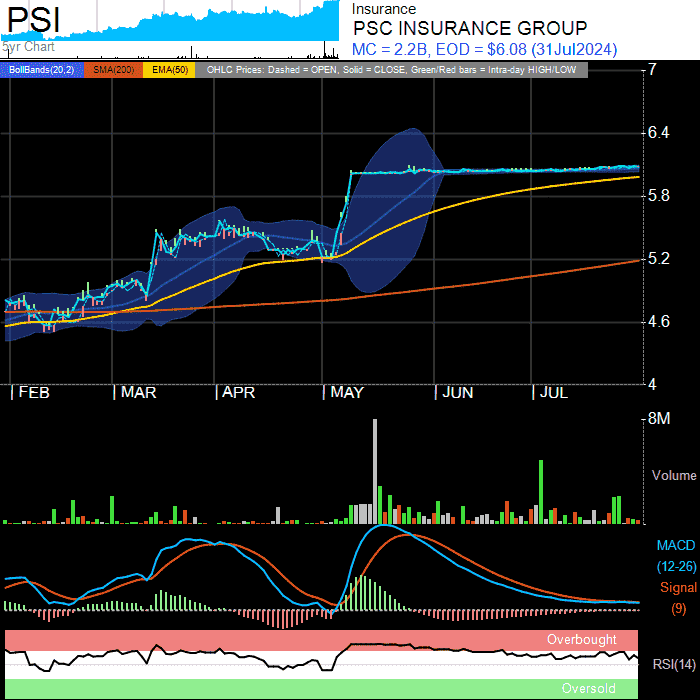 PSI
5yr Chart
Insurance
PSC INSURANCE GROUP
MC = 2.2B, EOD = $6.08 (31Jul2024)
BollBands(20,2) SMA(200) EMA(50) OHLC Prices: Dashed = OPEN, Solid = CLOSE, Green/Red bars = Intra-day HIGH/LOW
7
6.4
5.8
5.2
4.6
4
FEB MAR APR MAY JUN JUL
8M
Volume
MACD
(12-26)
Signal
(9)
Overbought
RSI(14)
Oversold